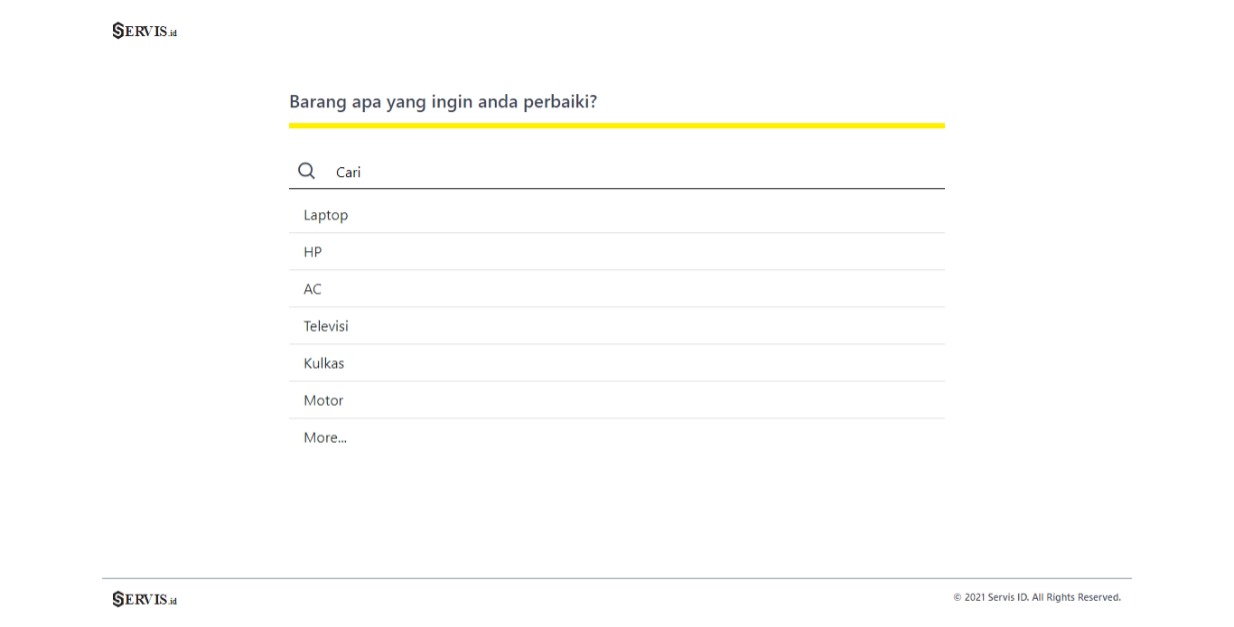 SERVIS.id
Barang apa yang ingin anda perbaiki?
Cari
Laptop
HP
AC
Televisi
Kulkas
Motor
More...
SERVIS.id
© 2021 Servis ID. All Rights Reserved.